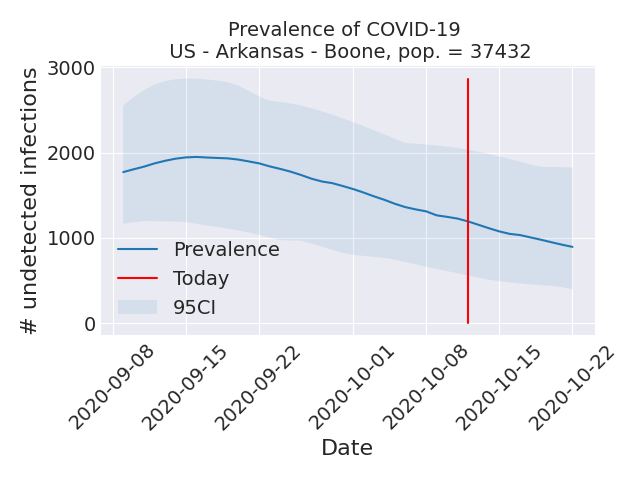 Prevalence of COVID-19
US - Arkansas - Boone, pop. = 37432
3000
2000
1000
0
# undetected infections
Prevalence
Today
95CI
2020-09-08
2020-09-15
2020-09-22
2020-10-01
2020-10-08
2020-10-15
2020-10-22
Date